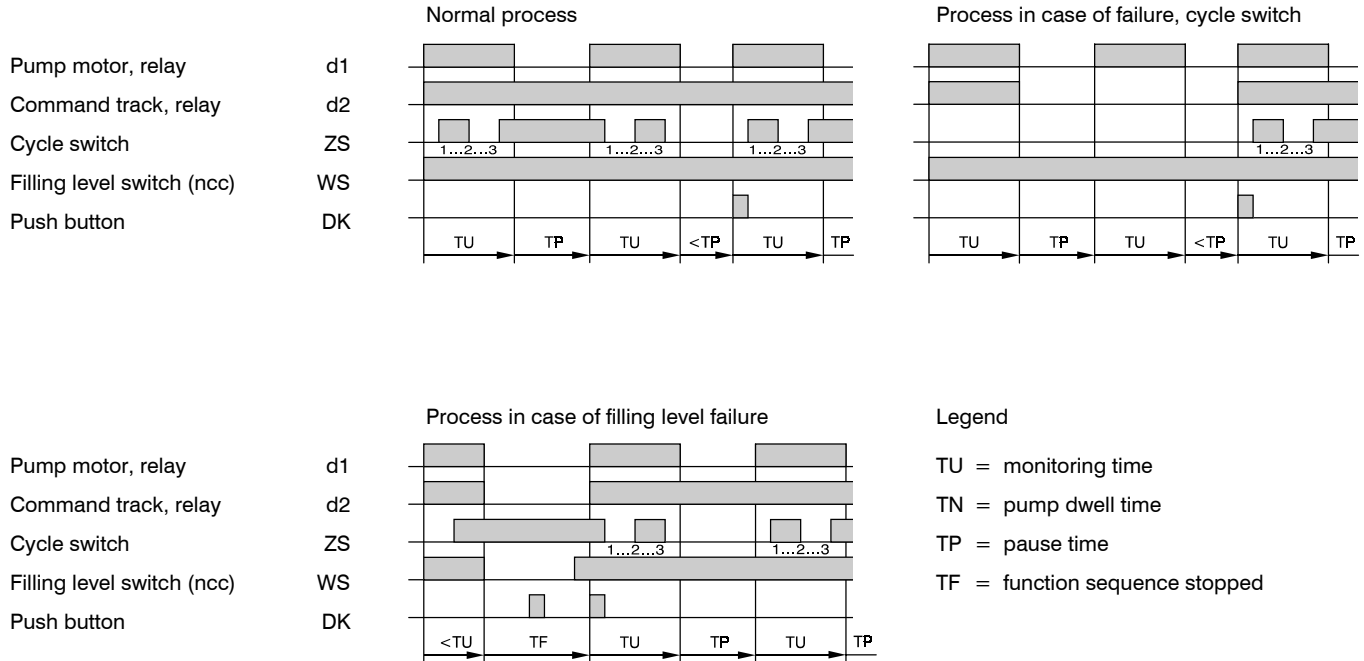 Normal process
Process in case of failure, cycle switch
Pump motor, relay d1
Command track, relay d2
Cycle switch ZS
1...2...3 1...2...3 1...2...3
1...2...3
Filling level switch (ncc) WS
Push button DK
TU TP TU <TP TU TP
TU TP TU <TP TU TP
Process in case of filling level failure
Legend
Pump motor, relay d1
TU = monitoring time
Command track, relay d2
TN = pump dwell time
Cycle switch ZS
1...2...3 1...2...3
TP = pause time
Filling level switch (ncc) WS
TF = function sequence stopped
Push button DK
<TU TF TU TP TU TP